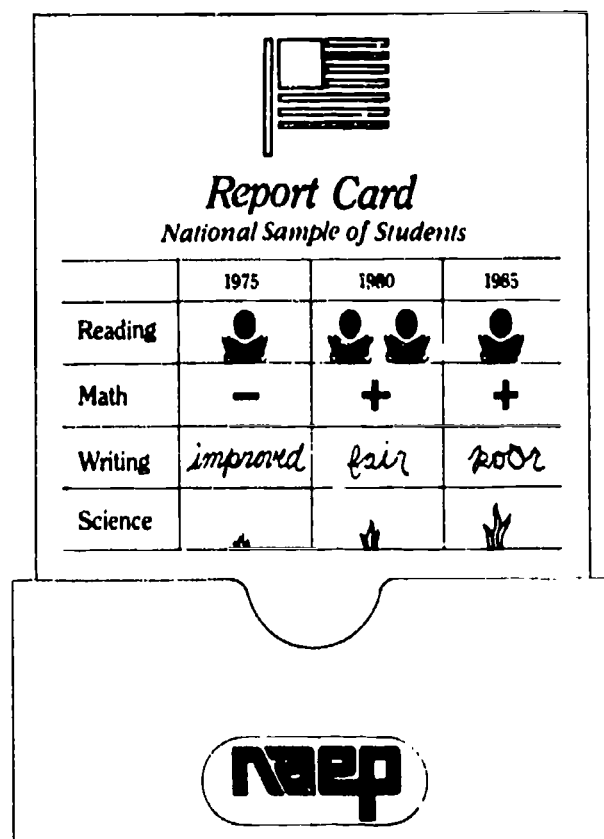 Report Card
National Sample of Students
1975 1980 1985
Reading
Math − + +
Writing improved fair poor
Science
naep